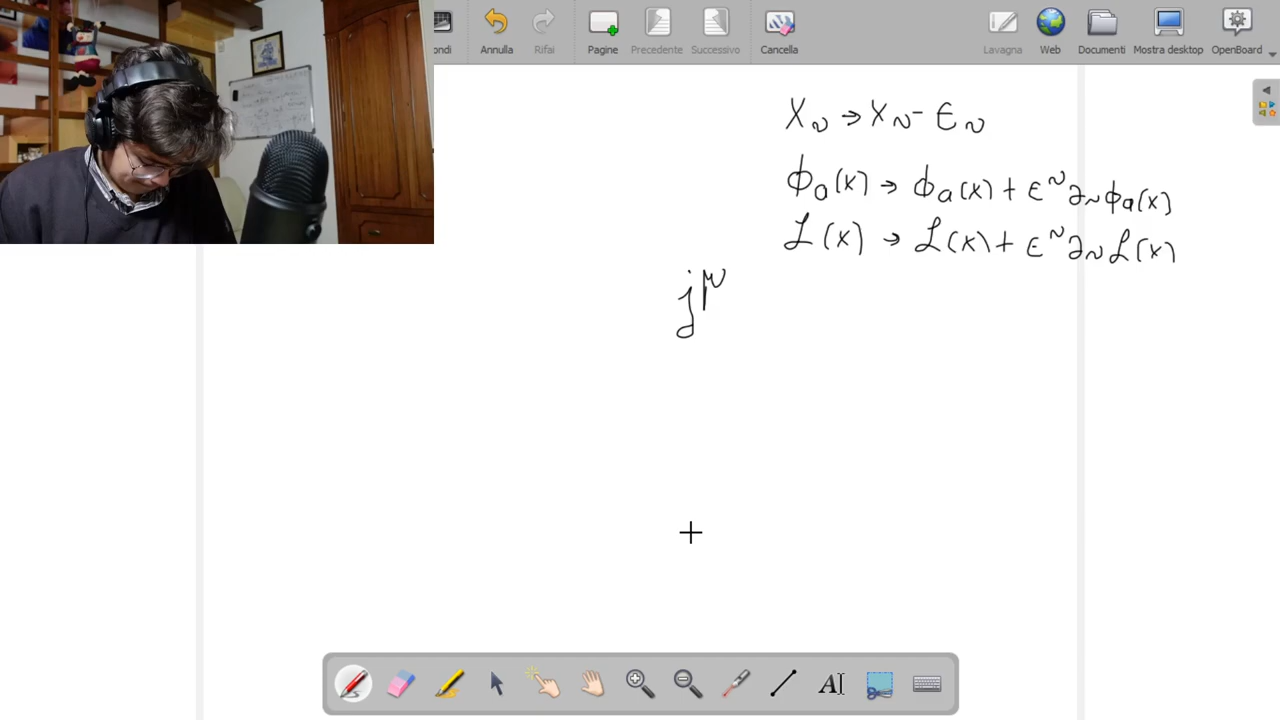 ondi Annulla Rifai Pagine Precedente Successivo Cancella Lavagna Web Documenti Mostra desktop OpenBoard
X_ν → X_ν - ϵ_ν
ϕ_a(x) → ϕ_a(x) + ϵ^ν ∂_ν ϕ_a(x)
ℒ(x) → ℒ(x) + ϵ^ν ∂_ν ℒ(x)
j^μ
A